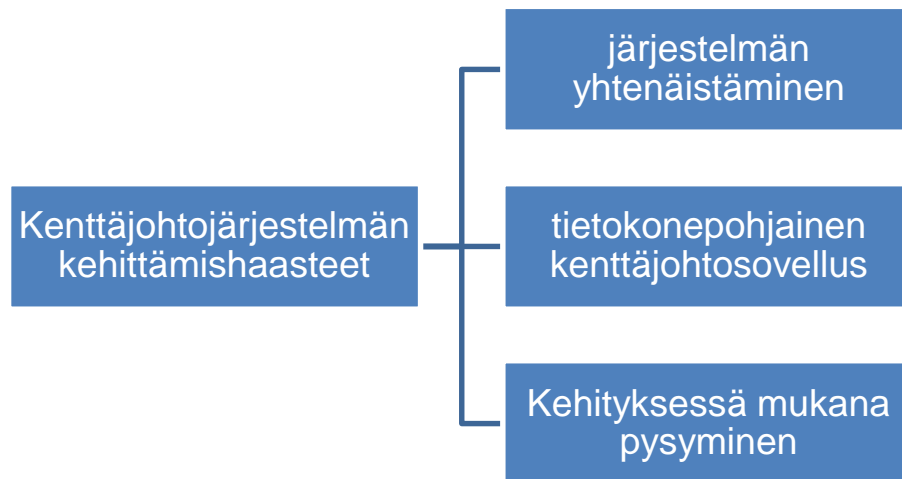 järjestelmän
yhtenäistäminen
Kenttäjohtojärjestelmän
kehittämishaasteet
tietokonepohjainen
kenttäjohtosovellus
Kehityksessä mukana
pysyminen